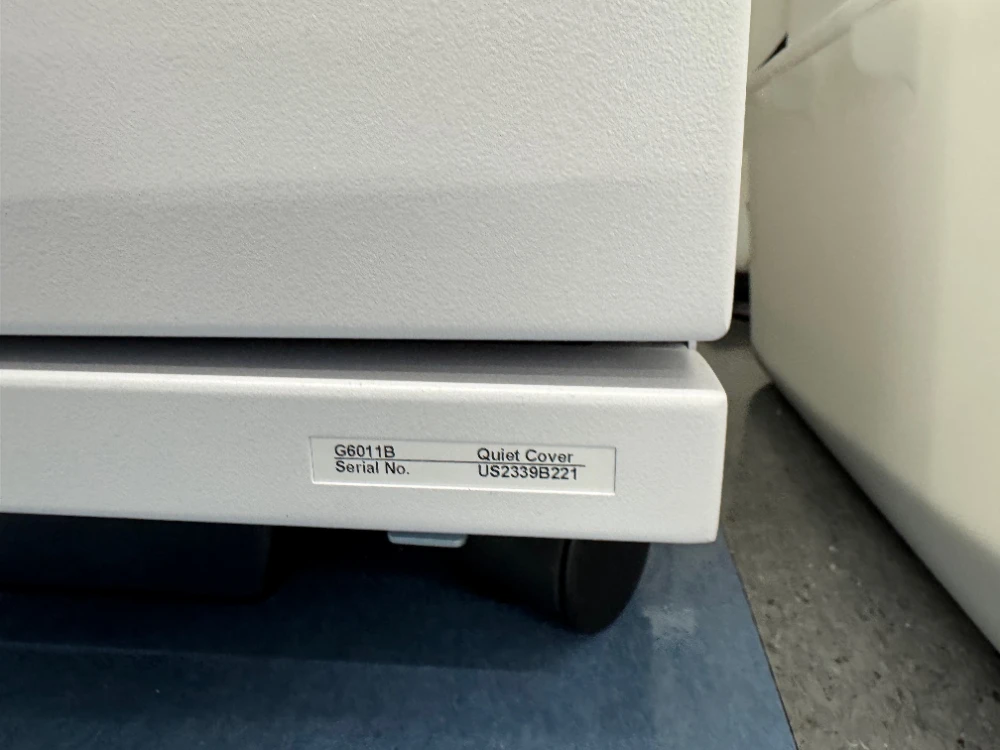 G6011B Quiet Cover
Serial No. US2339B221